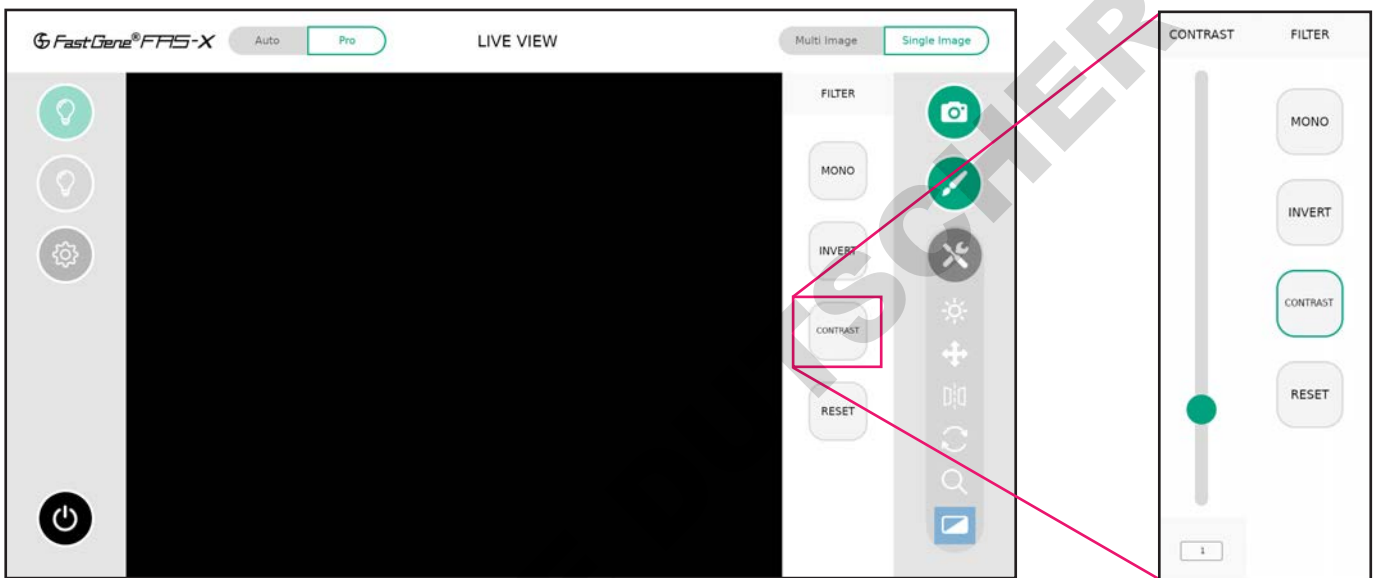 FastGene®FAS-X
Auto
Pro
LIVE VIEW
Multi Image
Single Image
FILTER
MONO
INVERT
CONTRAST
RESET
CONTRAST
FILTER
MONO
INVERT
CONTRAST
RESET
1
DUTSCHER